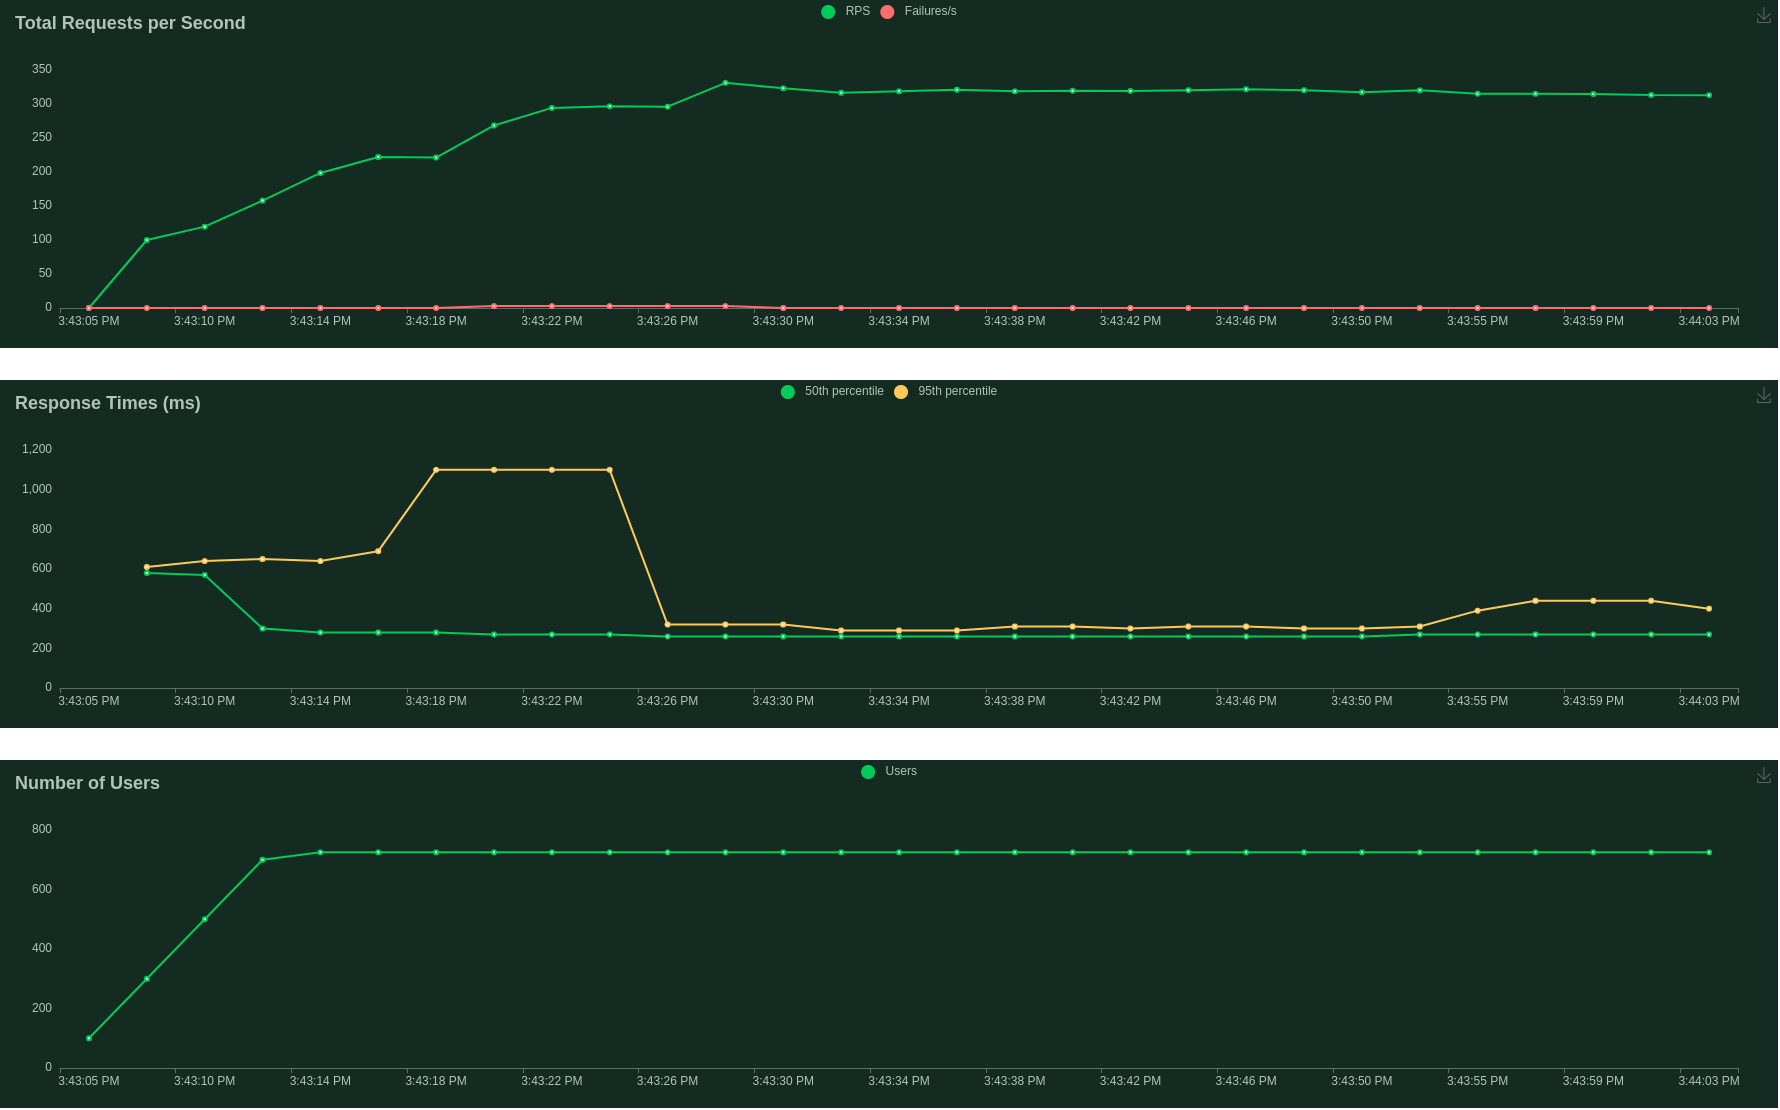 RPS Failures/s
Total Requests per Second
350
300
250
200
150
100
50
0
3:43:05 PM 3:43:10 PM 3:43:14 PM 3:43:18 PM 3:43:22 PM 3:43:26 PM 3:43:30 PM 3:43:34 PM 3:43:38 PM 3:43:42 PM 3:43:46 PM 3:43:50 PM 3:43:55 PM 3:43:59 PM 3:44:03 PM
50th percentile 95th percentile
Response Times (ms)
1,200
1,000
800
600
400
200
0
3:43:05 PM 3:43:10 PM 3:43:14 PM 3:43:18 PM 3:43:22 PM 3:43:26 PM 3:43:30 PM 3:43:34 PM 3:43:38 PM 3:43:42 PM 3:43:46 PM 3:43:50 PM 3:43:55 PM 3:43:59 PM 3:44:03 PM
Users
Number of Users
800
600
400
200
0
3:43:05 PM 3:43:10 PM 3:43:14 PM 3:43:18 PM 3:43:22 PM 3:43:26 PM 3:43:30 PM 3:43:34 PM 3:43:38 PM 3:43:42 PM 3:43:46 PM 3:43:50 PM 3:43:55 PM 3:43:59 PM 3:44:03 PM